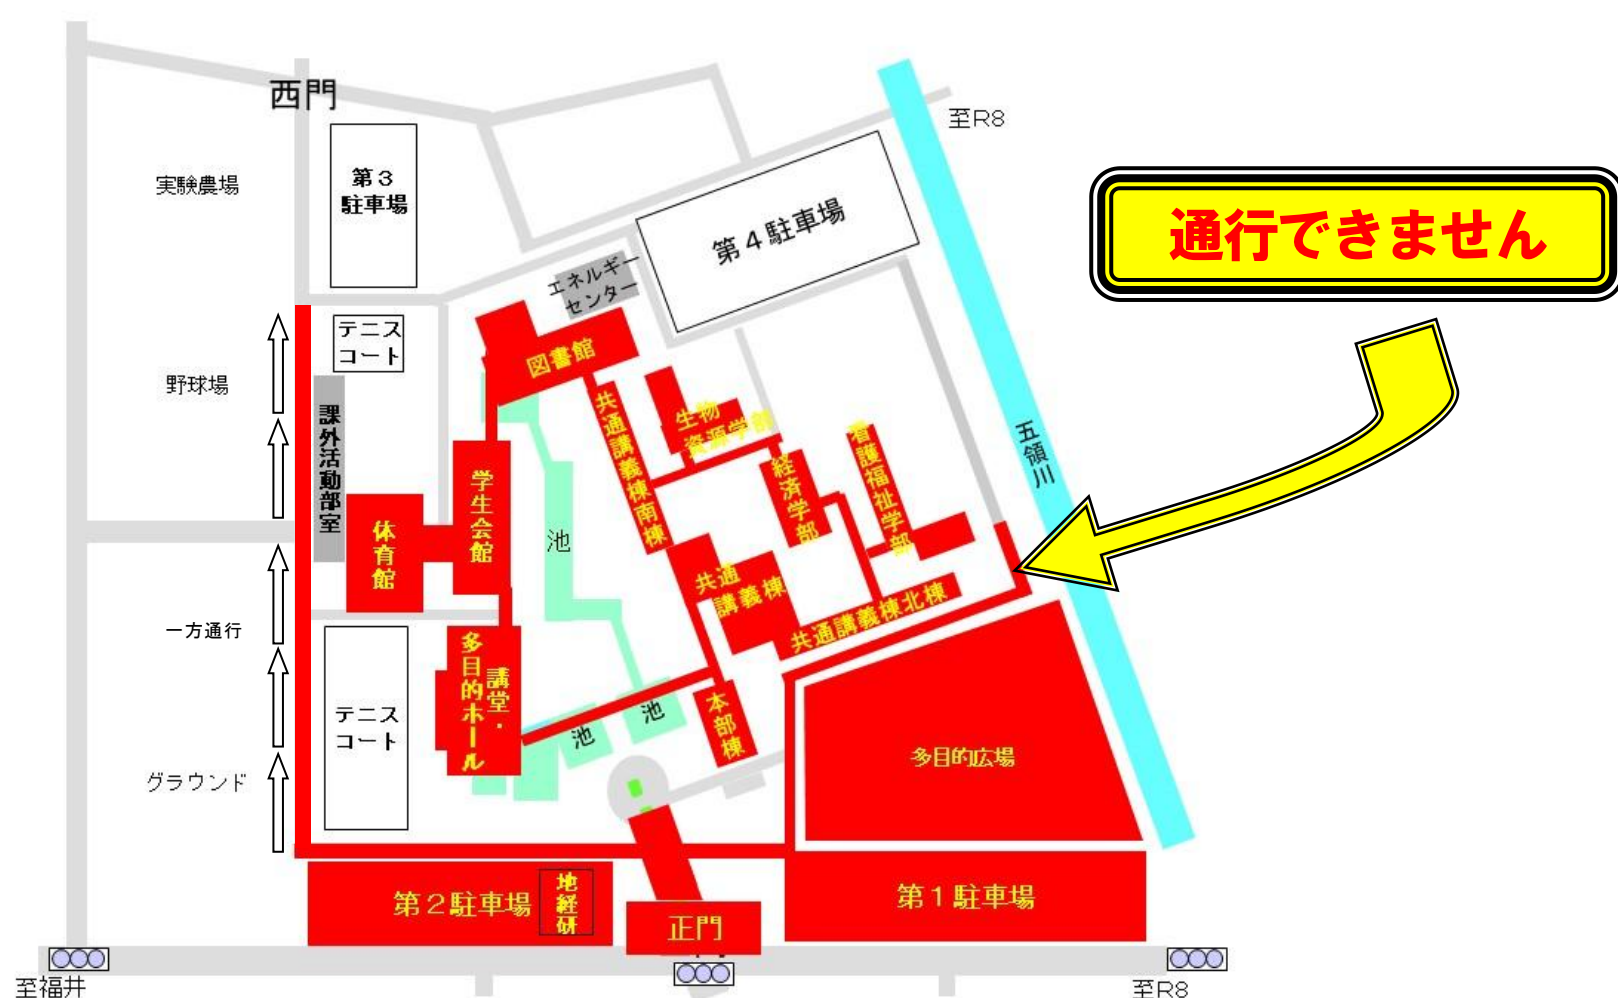 西門
至R8
実験農場
第３
駐車場
第４駐車場
通行できません
エネルギー
センター
テニス
コート
図書館
野球場
課外活動部室
共通講義棟南棟
生物
資源学部
看護福祉学部
五領川
経済学部
学生会館
体育館
池
共通
講義棟
共通講義棟北棟
一方通行
講堂・
多目的ホール
本部棟
池
池
テニス
コート
多目的広場
グラウンド
第２駐車場
地経研
第１駐車場
正門
至福井
至R8